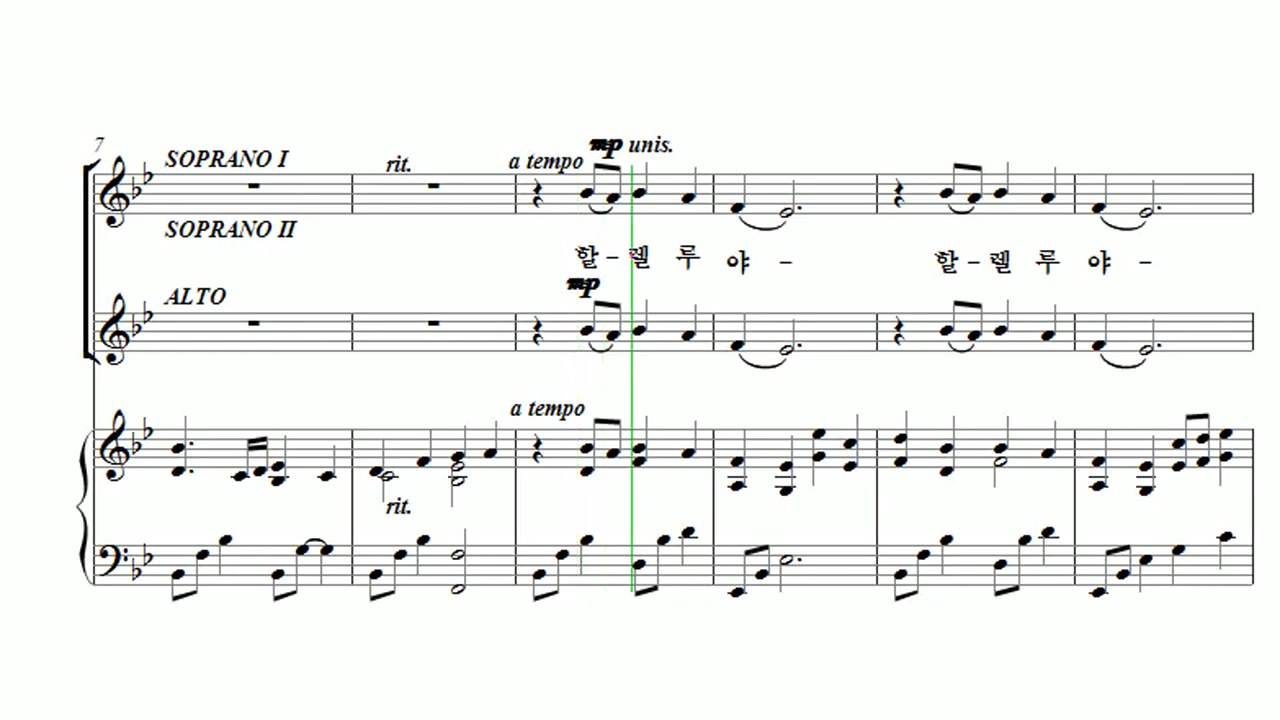 7
SOPRANO I
rit.
a tempo
mp unis.
SOPRANO II
할 - 렐 루 야 - 할 - 렐 루 야 -
mp
ALTO
a tempo
rit.